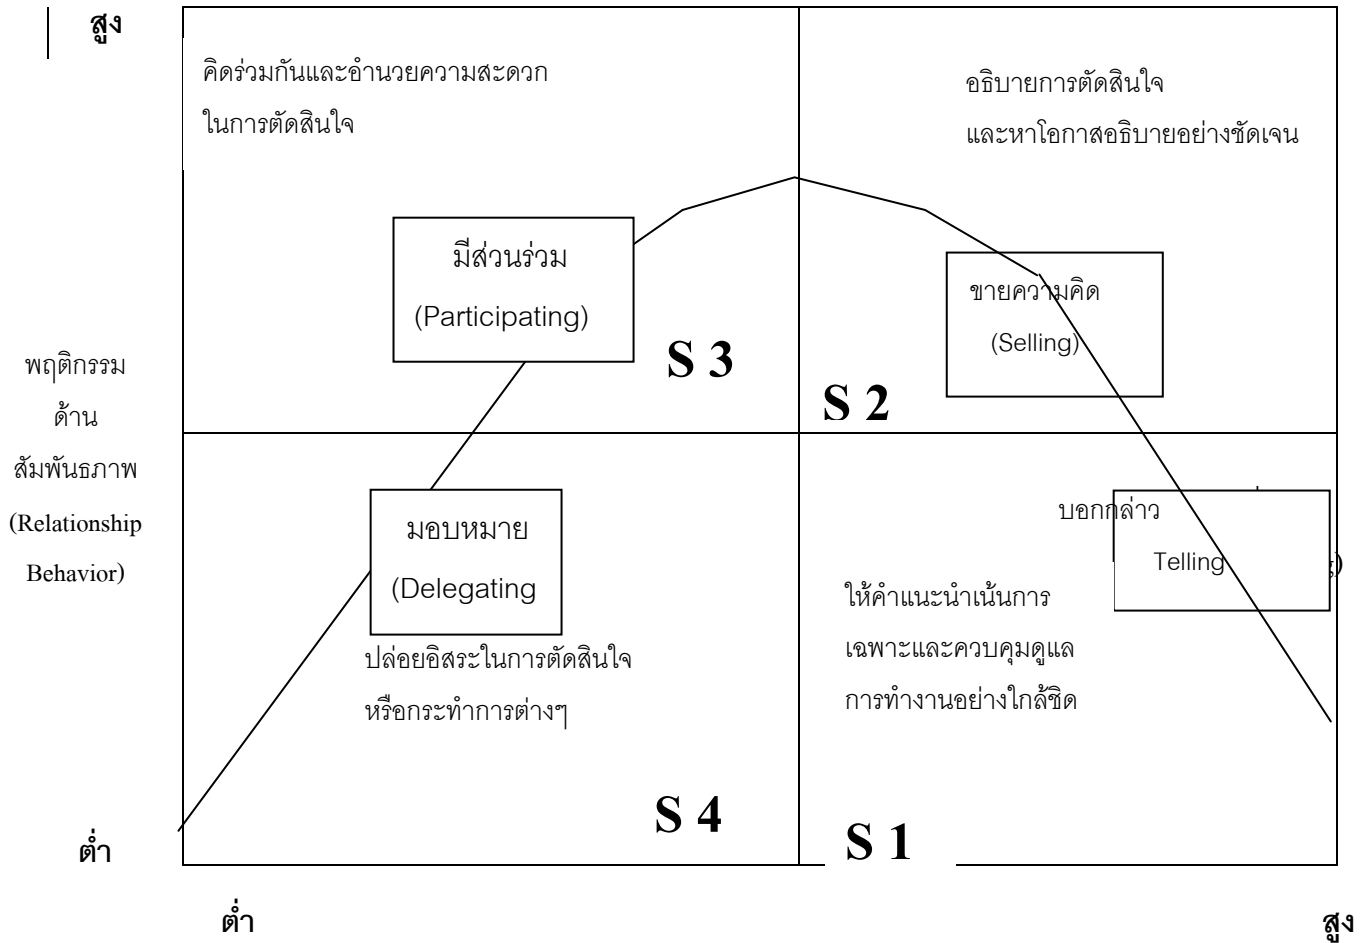 สูง
คิดร่วมกันและอำนวยความสะดวก
ในการตัดสินใจ
อธิบายการตัดสินใจ
และหาโอกาสอธิบายอย่างชัดเจน
มีส่วนร่วม
(Participating)
S 3
ขายความคิด
(Selling)
S 2
พฤติกรรม
ด้าน
สัมพันธภาพ
(Relationship
Behavior)
มอบหมาย
(Delegating
ปล่อยอิสระในการตัดสินใจ
หรือกระทำการต่างๆ
S 4
บอกกล่าว
Telling
ให้คำแนะนำเน้นการ
เฉพาะและควบคุมดูแล
การทำงานอย่างใกล้ชิด
S 1
ต่ำ
ต่ำ
สูง